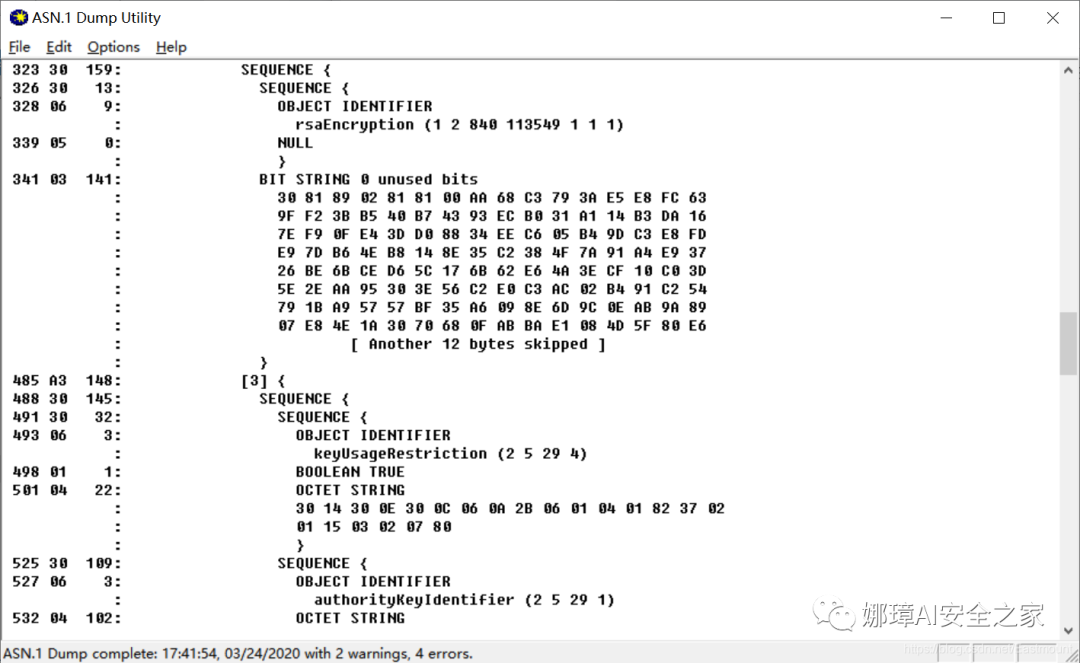 ASN.1 Dump Utility
File Edit Options Help
323 30 159: SEQUENCE {
326 30 13: SEQUENCE {
328 06 9: OBJECT IDENTIFIER
: rsaEncryption (1 2 840 113549 1 1 1)
339 05 0: NULL
: }
341 03 141: BIT STRING 0 unused bits
: 30 81 89 02 81 81 00 AA 68 C3 79 3A E5 E8 FC 63
: 9F F2 3B B5 40 B7 43 93 EC B0 31 A1 14 B3 DA 16
: 7E F9 0F E4 3D D0 88 34 EE C6 05 B4 9D C3 E8 FD
: E9 7D B6 4E B8 14 8E 35 C2 38 4F 7A 91 A4 E9 37
: 26 BE 6B CE D6 5C 17 6B 62 E6 4A 3E CF 10 C0 3D
: 5E 2E AA 95 30 3E 56 C2 E0 C3 AC 02 B4 91 C2 54
: 79 1B A9 57 57 BF 35 A6 09 8E 6D 9C 0E AB 9A 89
: 07 E8 4E 1A 30 70 68 0F AB BA E1 08 4D 5F 80 E6
: [ Another 12 bytes skipped ]
: }
485 A3 148: [3] {
488 30 145: SEQUENCE {
491 30 32: SEQUENCE {
493 06 3: OBJECT IDENTIFIER
: keyUsageRestriction (2 5 29 4)
498 01 1: BOOLEAN TRUE
501 04 22: OCTET STRING
: 30 14 30 0E 30 0C 06 0A 2B 06 01 04 01 82 37 02
: 01 15 03 02 07 80
: }
525 30 109: SEQUENCE {
527 06 3: OBJECT IDENTIFIER
: authorityKeyIdentifier (2 5 29 1)
532 04 102: OCTET STRING
娜璋AI安全之家
ASN.1 Dump complete: 17:41:54, 03/24/2020 with 2 warnings, 4 errors.